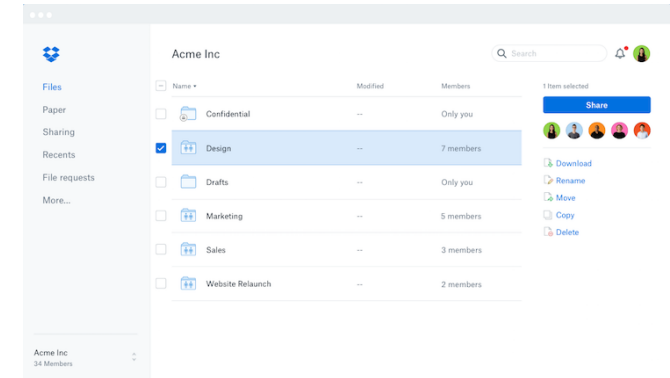 Acme Inc
Search
Files
Paper
Sharing
Recents
File requests
More...
Name
Modified
Members
Confidential
--
Only you
Design
--
7 members
Drafts
--
Only you
Marketing
--
5 members
Sales
--
3 members
Website Relaunch
--
2 members
1 Item selected
Share
Download
Rename
Move
Copy
Delete
Acme Inc
34 Members